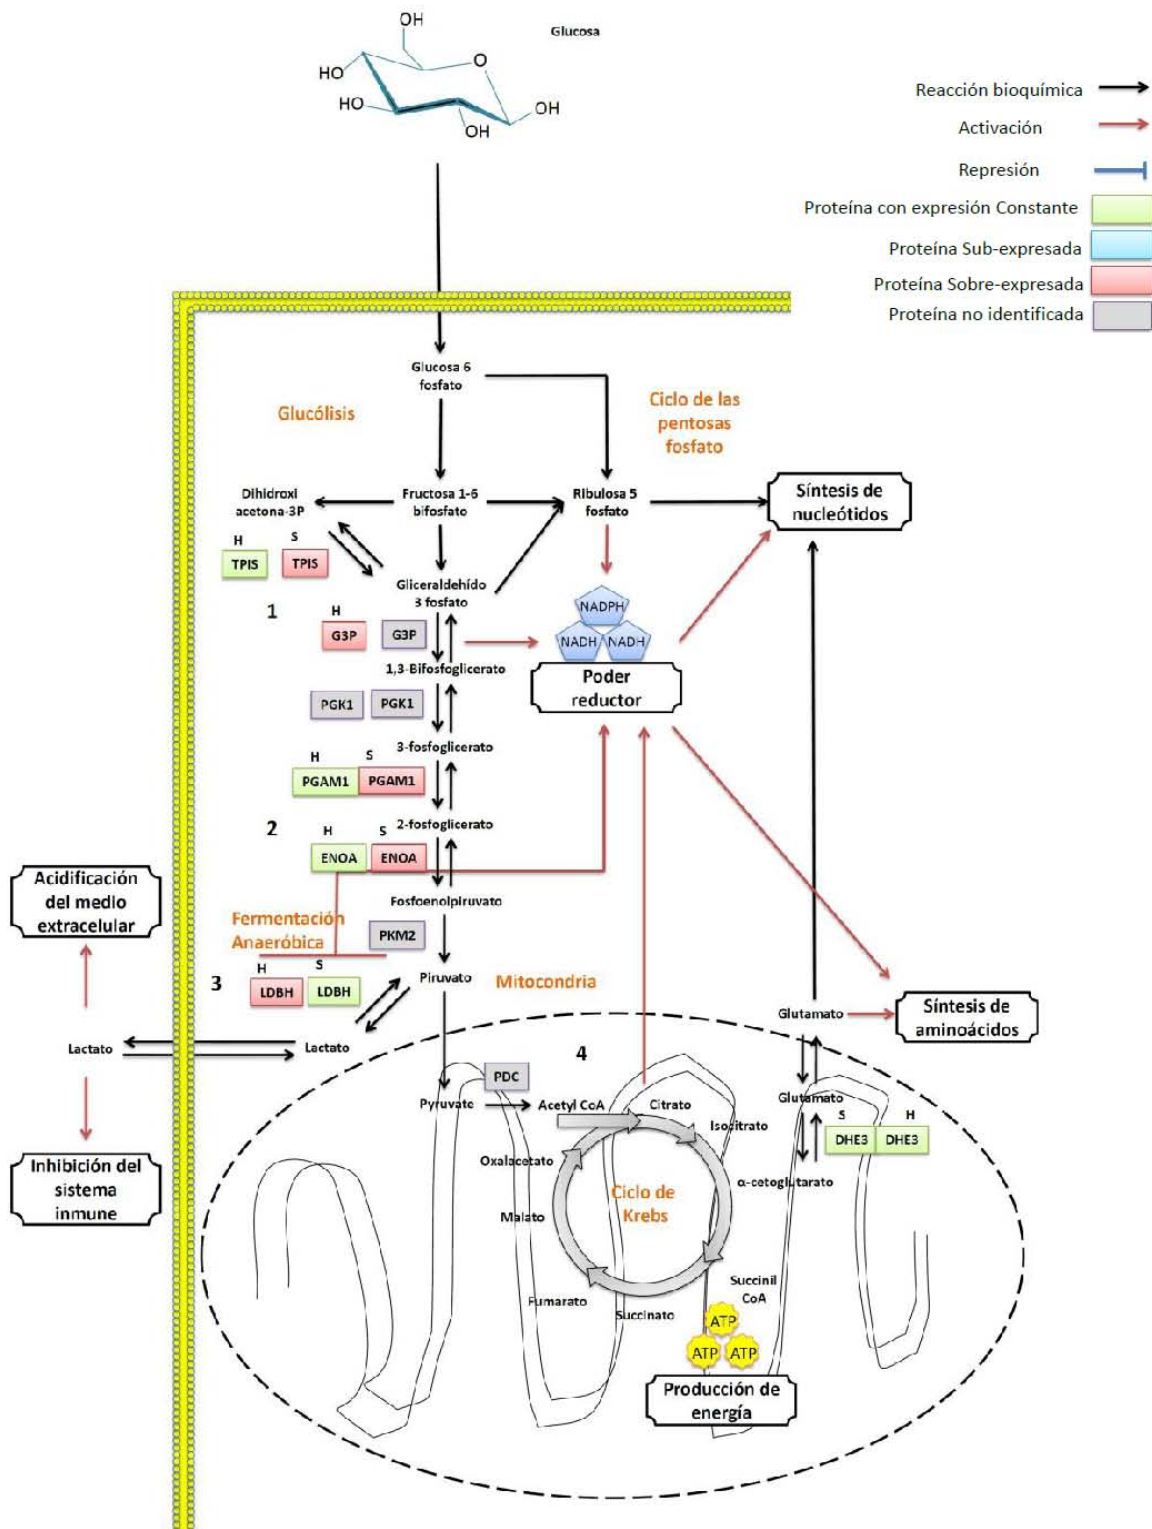 OH
Glucosa
O
HO
HO
OH
OH
Reacción bioquímica
Activación
Represión
Proteína con expresión Constante
Proteína Sub-expresada
Proteína Sobre-expresada
Proteína no identificada
Glucosa 6
fosfato
Glucólisis
Ciclo de las
pentosas
fosfato
Dihidroxi
acetona-3P
Fructosa 1-6
bifosfato
Ribulosa 5
fosfato
Síntesis de
nucleótidos
H
S
TPIS
TPIS
Gliceraldehído
3 fosfato
1
H
G3P
G3P
NADPH
NADH
NADH
1,3-Bifosfoglicerato
Poder
reductor
PGK1
PGK1
3-fosfoglicerato
H
S
PGAM1
PGAM1
2
H
S
2-fosfoglicerato
ENOA
ENOA
Acidificación
del medio
extracelular
Fosfoenolpiruvato
Fermentación
Anaeróbica
PKM2
3
H
S
LDBH
LDBH
Piruvato
Mitocondria
Glutamato
Síntesis de
aminoácidos
Lactato
Lactato
4
PDC
Pyruvate
Acetyl CoA
Citrato
Glutamato
Isocitrato
S
H
DHE3
DHE3
Oxalacetato
α-cetoglutarato
Ciclo de
Krebs
Malato
Inhibición del
sistema
inmune
Succinil
CoA
Fumarato
Succinato
ATP
ATP
ATP
Producción de
energía